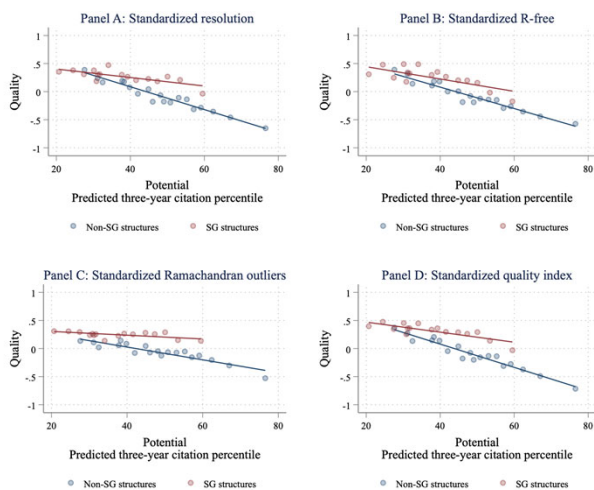 Panel A: Standardized resolution
1
.5
0
-.5
-1
Quality
20 40 60 80
Potential
Predicted three-year citation percentile
Non-SG structures SG structures
Panel B: Standardized R-free
1
.5
0
-.5
-1
Quality
20 40 60 80
Potential
Predicted three-year citation percentile
Non-SG structures SG structures
Panel C: Standardized Ramachandran outliers
1
.5
0
-.5
-1
Quality
20 40 60 80
Potential
Predicted three-year citation percentile
Non-SG structures SG structures
Panel D: Standardized quality index
1
.5
0
-.5
-1
Quality
20 40 60 80
Potential
Predicted three-year citation percentile
Non-SG structures SG structures